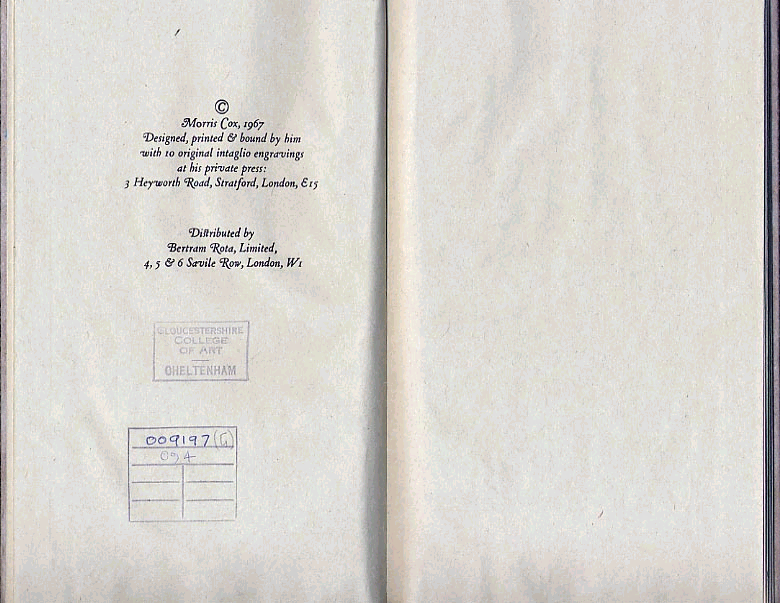 ©
Morris Cox, 1967
Designed, printed & bound by him
with 10 original intaglio engravings
at his private press:
3 Heyworth Road, Stratford, London, E15
Distributed by
Bertram Rota, Limited,
4, 5 & 6 Savile Row, London, W1
GLOUCESTERSHIRE
COLLEGE
OF ART
CHELTENHAM
009197 (G)
094